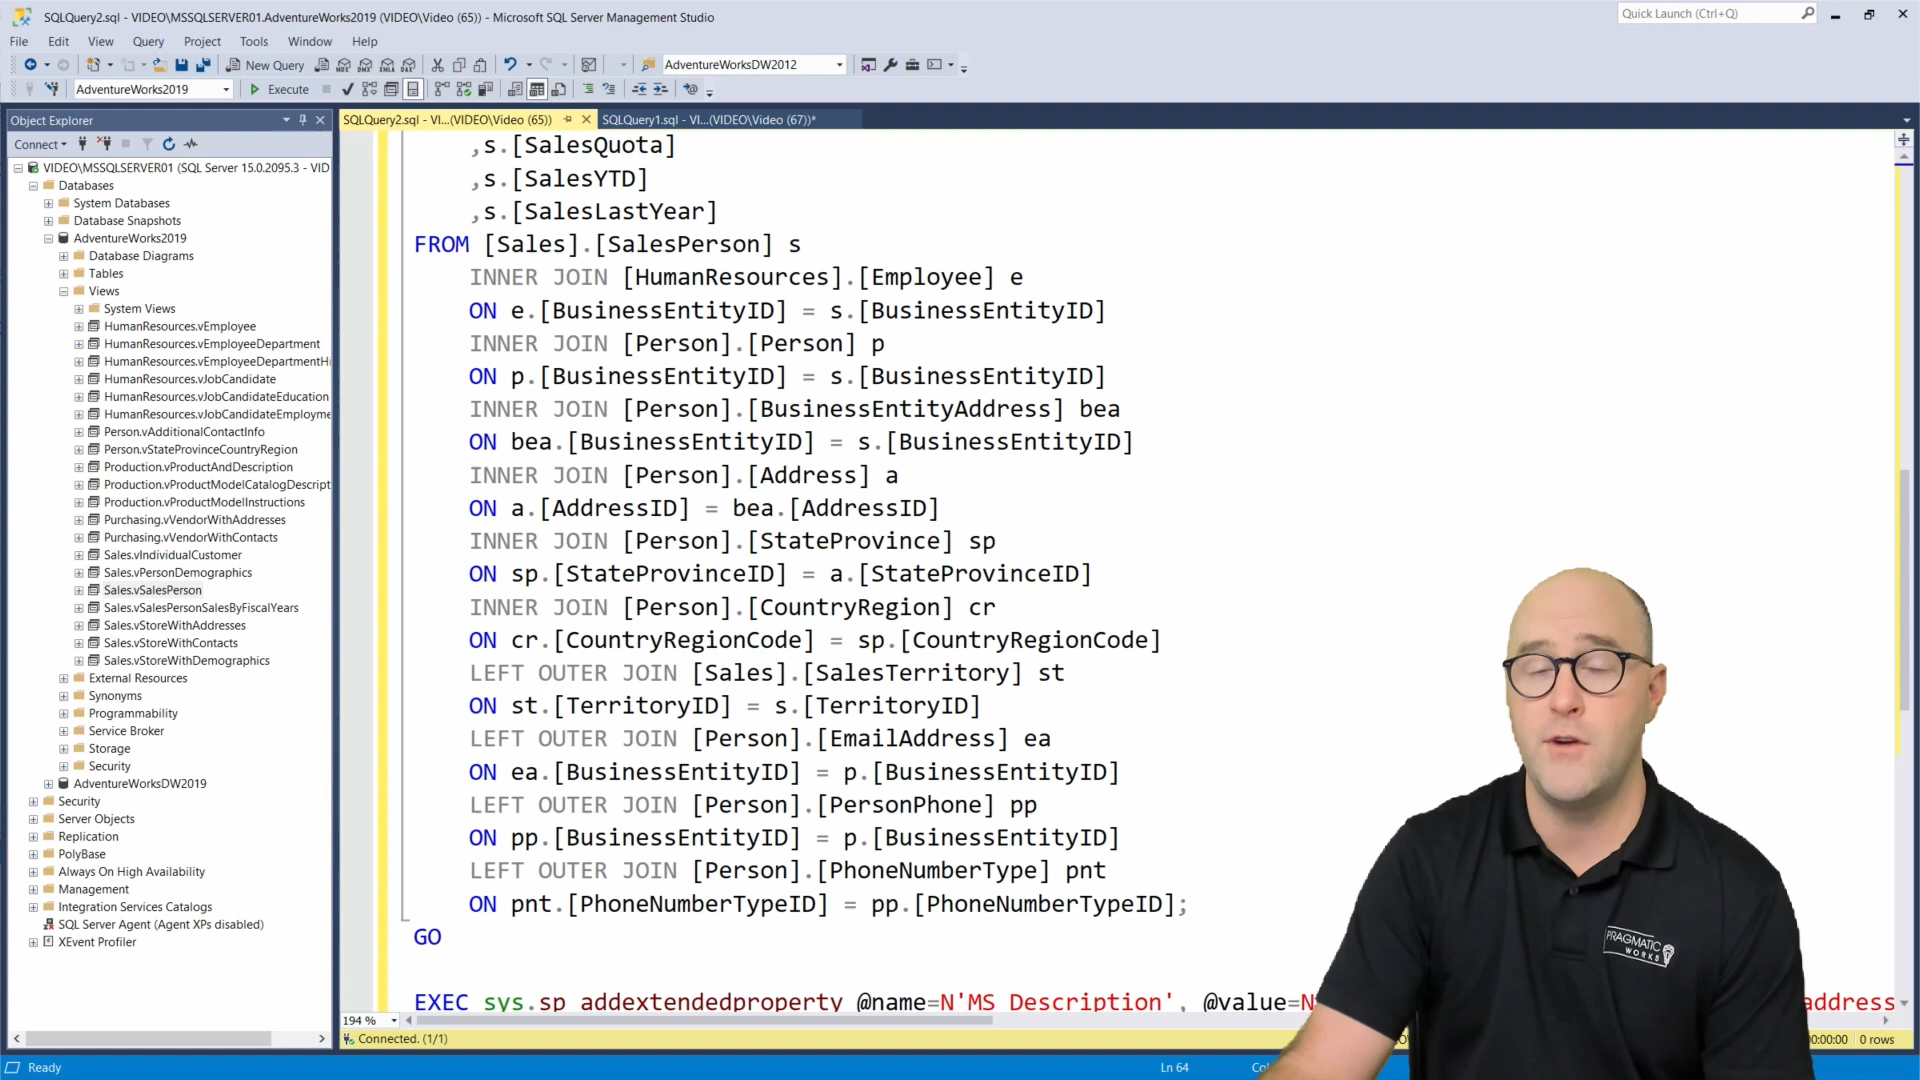 SQLQuery2.sql - VIDEO\MSSQLSERVER01.AdventureWorks2019 (VIDEO\Video (65)) - Microsoft SQL Server Management Studio
Quick Launch (Ctrl+Q)
File Edit View Query Project Tools Window Help
New Query
MDX DMX XMLA DAX
AdventureWorksDW2012
AdventureWorks2019
Execute
Object Explorer
SQLQuery2.sql - VI...(VIDEO\Video (65))
SQLQuery1.sql - VI...(VIDEO\Video (67))*
Connect
VIDEO\MSSQLSERVER01 (SQL Server 15.0.2095.3 - VID
Databases
System Databases
Database Snapshots
AdventureWorks2019
Database Diagrams
Tables
Views
System Views
HumanResources.vEmployee
HumanResources.vEmployeeDepartment
HumanResources.vEmployeeDepartmentHi
HumanResources.vJobCandidate
HumanResources.vJobCandidateEducation
HumanResources.vJobCandidateEmployme
Person.vAdditionalContactInfo
Person.vStateProvinceCountryRegion
Production.vProductAndDescription
Production.vProductModelCatalogDescript
Production.vProductModelInstructions
Purchasing.vVendorWithAddresses
Purchasing.vVendorWithContacts
Sales.vIndividualCustomer
Sales.vPersonDemographics
Sales.vSalesPerson
Sales.vSalesPersonSalesByFiscalYears
Sales.vStoreWithAddresses
Sales.vStoreWithContacts
Sales.vStoreWithDemographics
External Resources
Synonyms
Programmability
Service Broker
Storage
Security
AdventureWorksDW2019
Security
Server Objects
Replication
PolyBase
Always On High Availability
Management
Integration Services Catalogs
SQL Server Agent (Agent XPs disabled)
XEvent Profiler
,s.[SalesQuota]
,s.[SalesYTD]
,s.[SalesLastYear]
FROM [Sales].[SalesPerson] s
INNER JOIN [HumanResources].[Employee] e
ON e.[BusinessEntityID] = s.[BusinessEntityID]
INNER JOIN [Person].[Person] p
ON p.[BusinessEntityID] = s.[BusinessEntityID]
INNER JOIN [Person].[BusinessEntityAddress] bea
ON bea.[BusinessEntityID] = s.[BusinessEntityID]
INNER JOIN [Person].[Address] a
ON a.[AddressID] = bea.[AddressID]
INNER JOIN [Person].[StateProvince] sp
ON sp.[StateProvinceID] = a.[StateProvinceID]
INNER JOIN [Person].[CountryRegion] cr
ON cr.[CountryRegionCode] = sp.[CountryRegionCode]
LEFT OUTER JOIN [Sales].[SalesTerritory] st
ON st.[TerritoryID] = s.[TerritoryID]
LEFT OUTER JOIN [Person].[EmailAddress] ea
ON ea.[BusinessEntityID] = p.[BusinessEntityID]
LEFT OUTER JOIN [Person].[PersonPhone] pp
ON pp.[BusinessEntityID] = p.[BusinessEntityID]
LEFT OUTER JOIN [Person].[PhoneNumberType] pnt
ON pnt.[PhoneNumberTypeID] = pp.[PhoneNumberTypeID];
GO
EXEC sys.sp_addextendedproperty @name=N'MS_Description', @value=N address
194 %
Connected. (1/1)
00:00:00 0 rows
Ready
Ln 64
Co
PRAGMATIC
WORKS